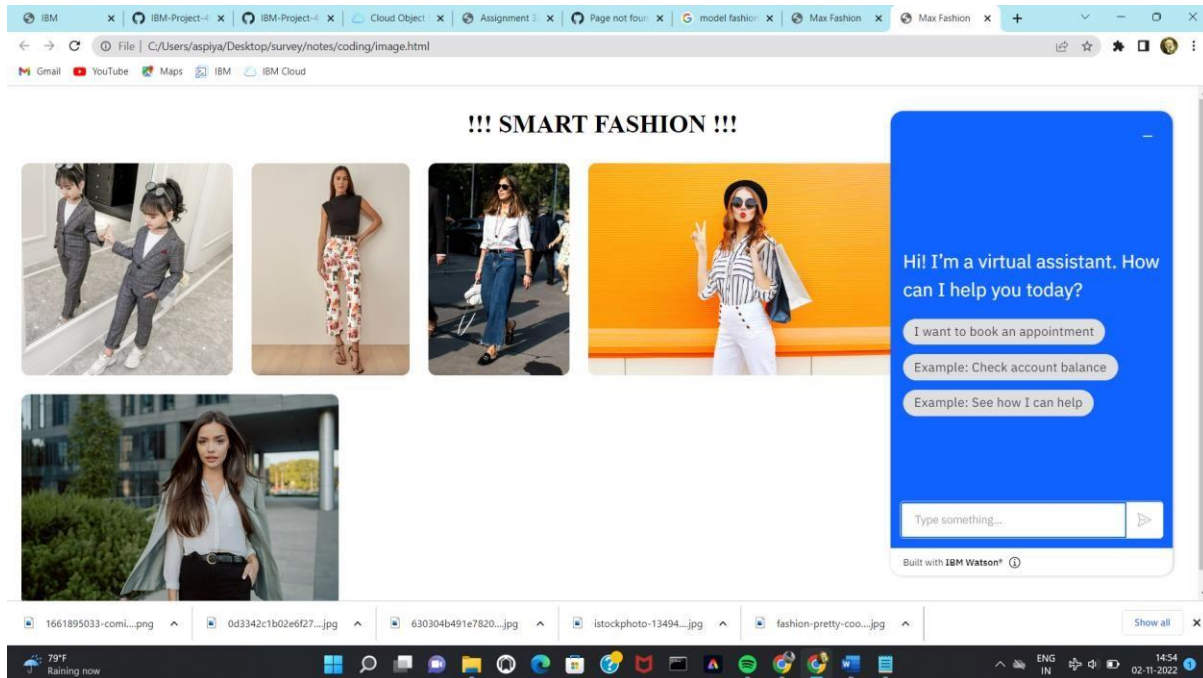 IBM
IBM-Project-4
IBM-Project-4
Cloud Object
Assignment 3
Page not foun
model fashion
Max Fashion
Max Fashion
File | C:/Users/aspiya/Desktop/survey/notes/coding/image.html
Gmail YouTube Maps IBM IBM Cloud
!!! SMART FASHION !!!
Hi! I'm a virtual assistant. How
can I help you today?
I want to book an appointment
Example: Check account balance
Example: See how I can help
Type something...
Built with IBM Watson®
1661895033-comi....png
0d3342c1b02e6f27....jpg
630304b491e7820....jpg
istockphoto-13494....jpg
fashion-pretty-coo....jpg
Show all
79°F
Raining now
ENG
IN
14:54
02-11-2022
1